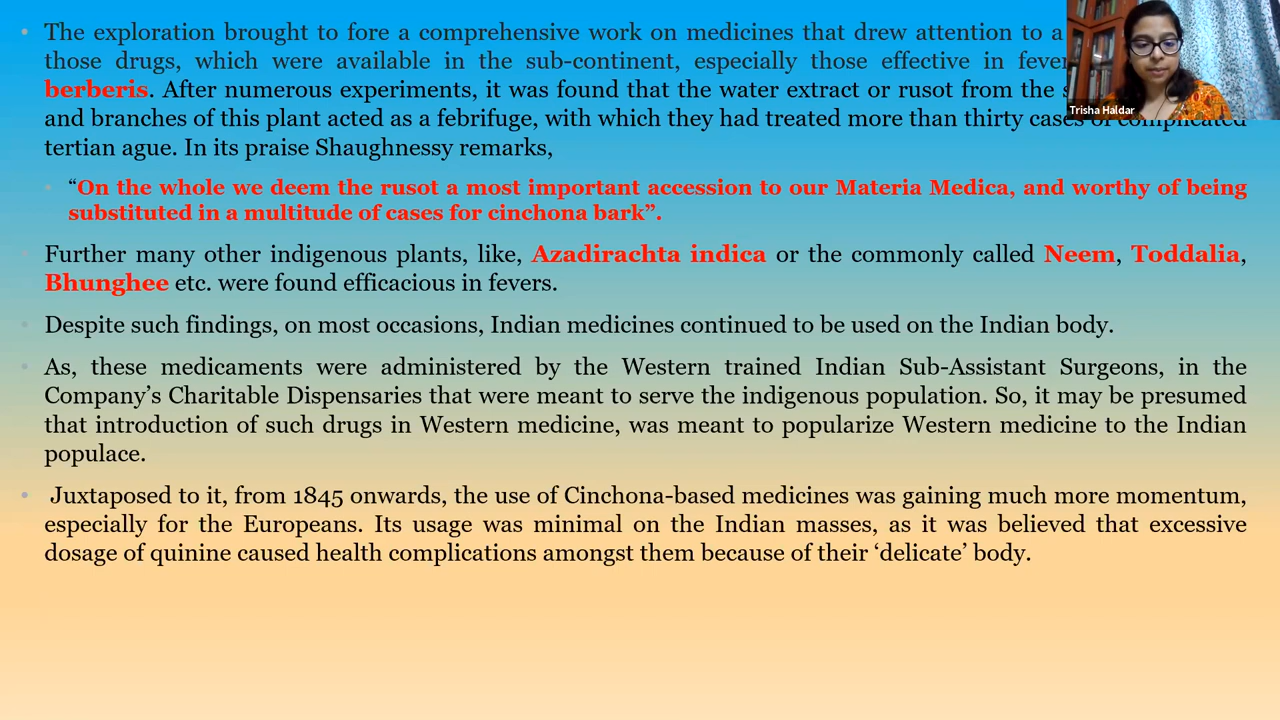 The exploration brought to fore a comprehensive work on medicines that drew attention to a
those drugs, which were available in the sub-continent, especially those effective in fever
berberis. After numerous experiments, it was found that the water extract or rusot from the
and branches of this plant acted as a febrifuge, with which they had treated more than thirty cases of complicated
tertian ague. In its praise Shaughnessy remarks,
“On the whole we deem the rusot a most important accession to our Materia Medica, and worthy of being
substituted in a multitude of cases for cinchona bark”.
Further many other indigenous plants, like, Azadirachta indica or the commonly called Neem, Toddalia,
Bhunghee etc. were found efficacious in fevers.
Despite such findings, on most occasions, Indian medicines continued to be used on the Indian body.
As, these medicaments were administered by the Western trained Indian Sub-Assistant Surgeons, in the
Company’s Charitable Dispensaries that were meant to serve the indigenous population. So, it may be presumed
that introduction of such drugs in Western medicine, was meant to popularize Western medicine to the Indian
populace.
Juxtaposed to it, from 1845 onwards, the use of Cinchona-based medicines was gaining much more momentum,
especially for the Europeans. Its usage was minimal on the Indian masses, as it was believed that excessive
dosage of quinine caused health complications amongst them because of their ‘delicate’ body.
Trisha Haldar